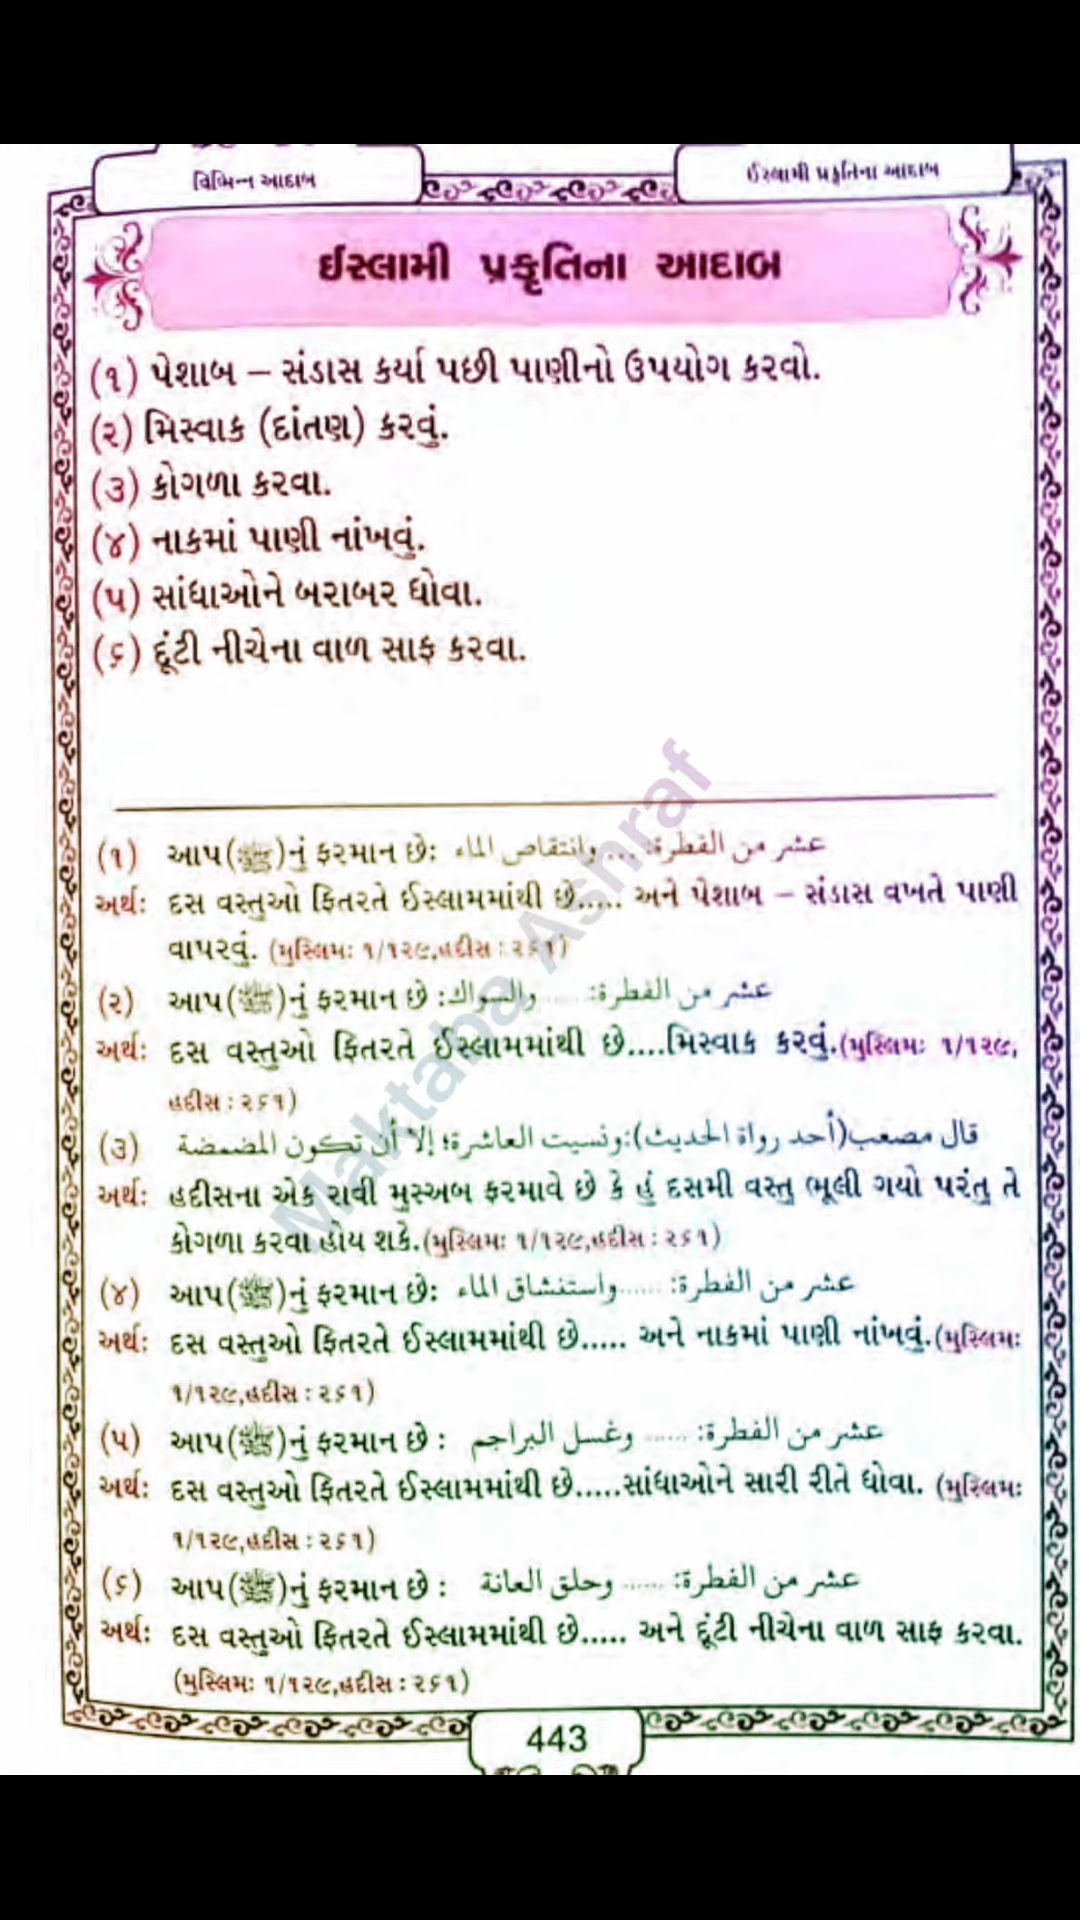 વિભિન્ન આદાબ
ઈસ્લામી પ્રકૃતિના આદાબ
ઈસ્લામી પ્રકૃતિના આદાબ
(૧) પેશાબ – સંડાસ કર્યા પછી પાણીનો ઉપયોગ કરવો.
(૨) મિસ્વાક (દાંતણ) કરવું.
(૩) કોગળા કરવા.
(૪) નાકમાં પાણી નાંખવું.
(૫) સાંધાઓને બરાબર ધોવા.
(૬) દૂંટી નીચેના વાળ સાફ કરવા.
(૧) આપ(ﷺ)નું ફરમાન છે: عشر من الفطرة: ... وانتقاص الماء
અર્થ: દસ વસ્તુઓ ફિતરતે ઈસ્લામમાંથી છે..... અને પેશાબ – સંડાસ વખતે પાણી
વાપરવું. (મુસ્લિમ: ૧/૧૨૯,હદીસ : ૨૬૧)
(૨) આપ(ﷺ)નું ફરમાન છે : عشر من الفطرة: ..... والسواك
અર્થ: દસ વસ્તુઓ ફિતરતે ઈસ્લામમાંથી છે....મિસ્વાક કરવું.(મુસ્લિમ: ૧/૧૨૯,
હદીસ : ૨૬૧)
(૩) قال مصعب(أحد رواة الحديث):ونسيت العاشرة؛ إلا أن تكون المضمضة
અર્થ: હદીસના એક રાવી મુસ્અબ ફરમાવે છે કે હું દસમી વસ્તુ ભૂલી ગયો પરંતુ તે
કોગળા કરવા હોય શકે.(મુસ્લિમ: ૧/૧૨૯,હદીસ : ૨૬૧)
(૪) આપ(ﷺ)નું ફરમાન છે: عشر من الفطرة: ......واستنشاق الماء
અર્થ: દસ વસ્તુઓ ફિતરતે ઈસ્લામમાંથી છે..... અને નાકમાં પાણી નાંખવું.(મુસ્લિમ:
૧/૧૨૯,હદીસ : ૨૬૧)
(૫) આપ(ﷺ)નું ફરમાન છે : عشر من الفطرة: ...... وغسل البراجم
અર્થ: દસ વસ્તુઓ ફિતરતે ઈસ્લામમાંથી છે.....સાંધાઓને સારી રીતે ધોવા. (મુસ્લિમ:
૧/૧૨૯,હદીસ : ૨૬૧)
(૬) આપ(ﷺ)નું ફરમાન છે : عشر من الفطرة: ...... وحلق العانة
અર્થ: દસ વસ્તુઓ ફિતરતે ઈસ્લામમાંથી છે..... અને દૂંટી નીચેના વાળ સાફ કરવા.
(મુસ્લિમ: ૧/૧૨૯,હદીસ : ૨૬૧)
443
Maktaba Ashraf